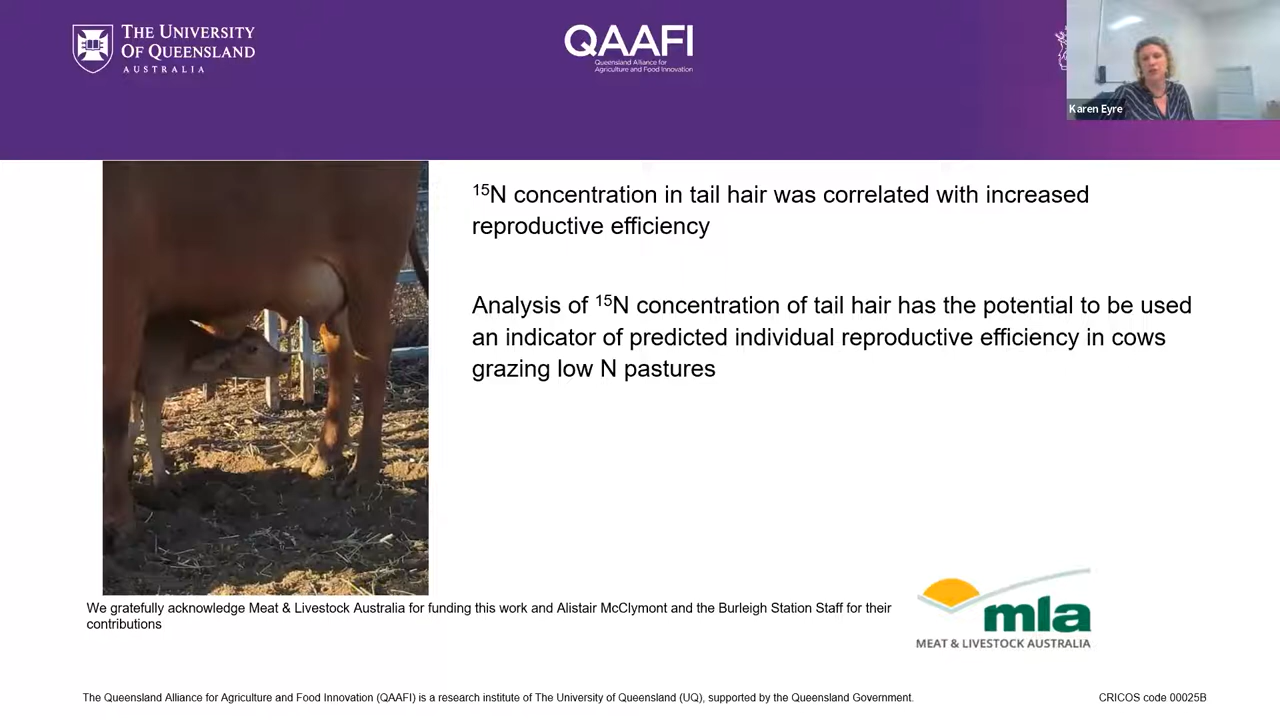 THE UNIVERSITY
OF QUEENSLAND
AUSTRALIA
QAAFI
Queensland Alliance for
Agriculture and Food Innovation
Karen Eyre
¹⁵N concentration in tail hair was correlated with increased
reproductive efficiency
Analysis of ¹⁵N concentration of tail hair has the potential to be used
an indicator of predicted individual reproductive efficiency in cows
grazing low N pastures
We gratefully acknowledge Meat & Livestock Australia for funding this work and Alistair McClymont and the Burleigh Station Staff for their
contributions
mla
MEAT & LIVESTOCK AUSTRALIA
The Queensland Alliance for Agriculture and Food Innovation (QAAFI) is a research institute of The University of Queensland (UQ), supported by the Queensland Government.
CRICOS code 00025B